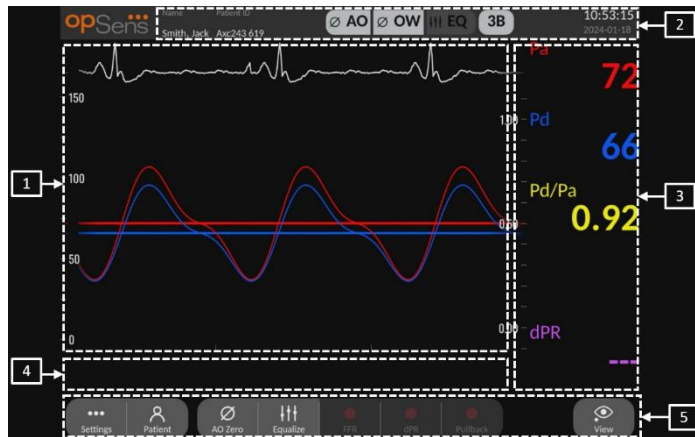 opSens
Name Patient ID
Smith, Jack Axc243 619
Ø AO Ø OW EQ 3B
10:53:15
2024-01-18
2
150
100
50
0
1.00
0.50
0.00
1
Pa
72
Pd
66
Pd/Pa
0.92
dPR
---
3
4
Settings Patient AO Zero Equalize FFR dPR Pullback View
5